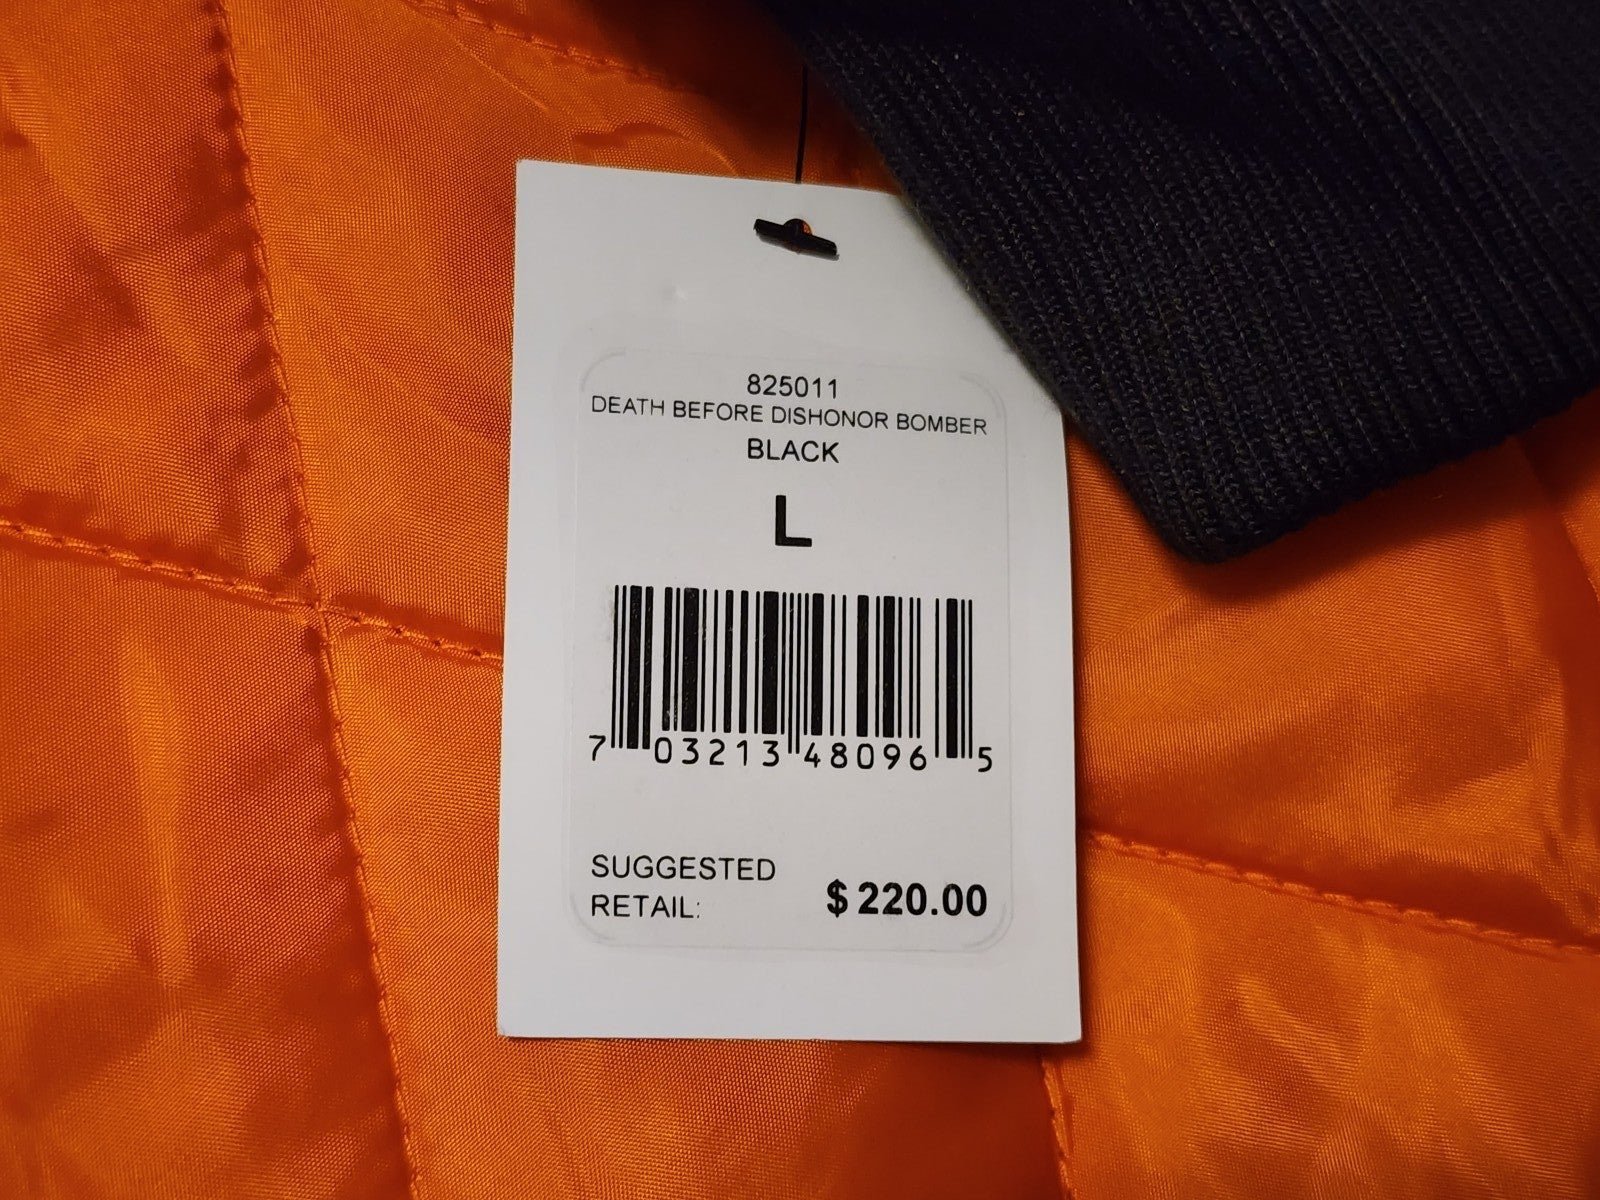 825011
DEATH BEFORE DISHONOR BOMBER
BLACK
L
7 03213 48096 5
SUGGESTED
RETAIL: $ 220.00